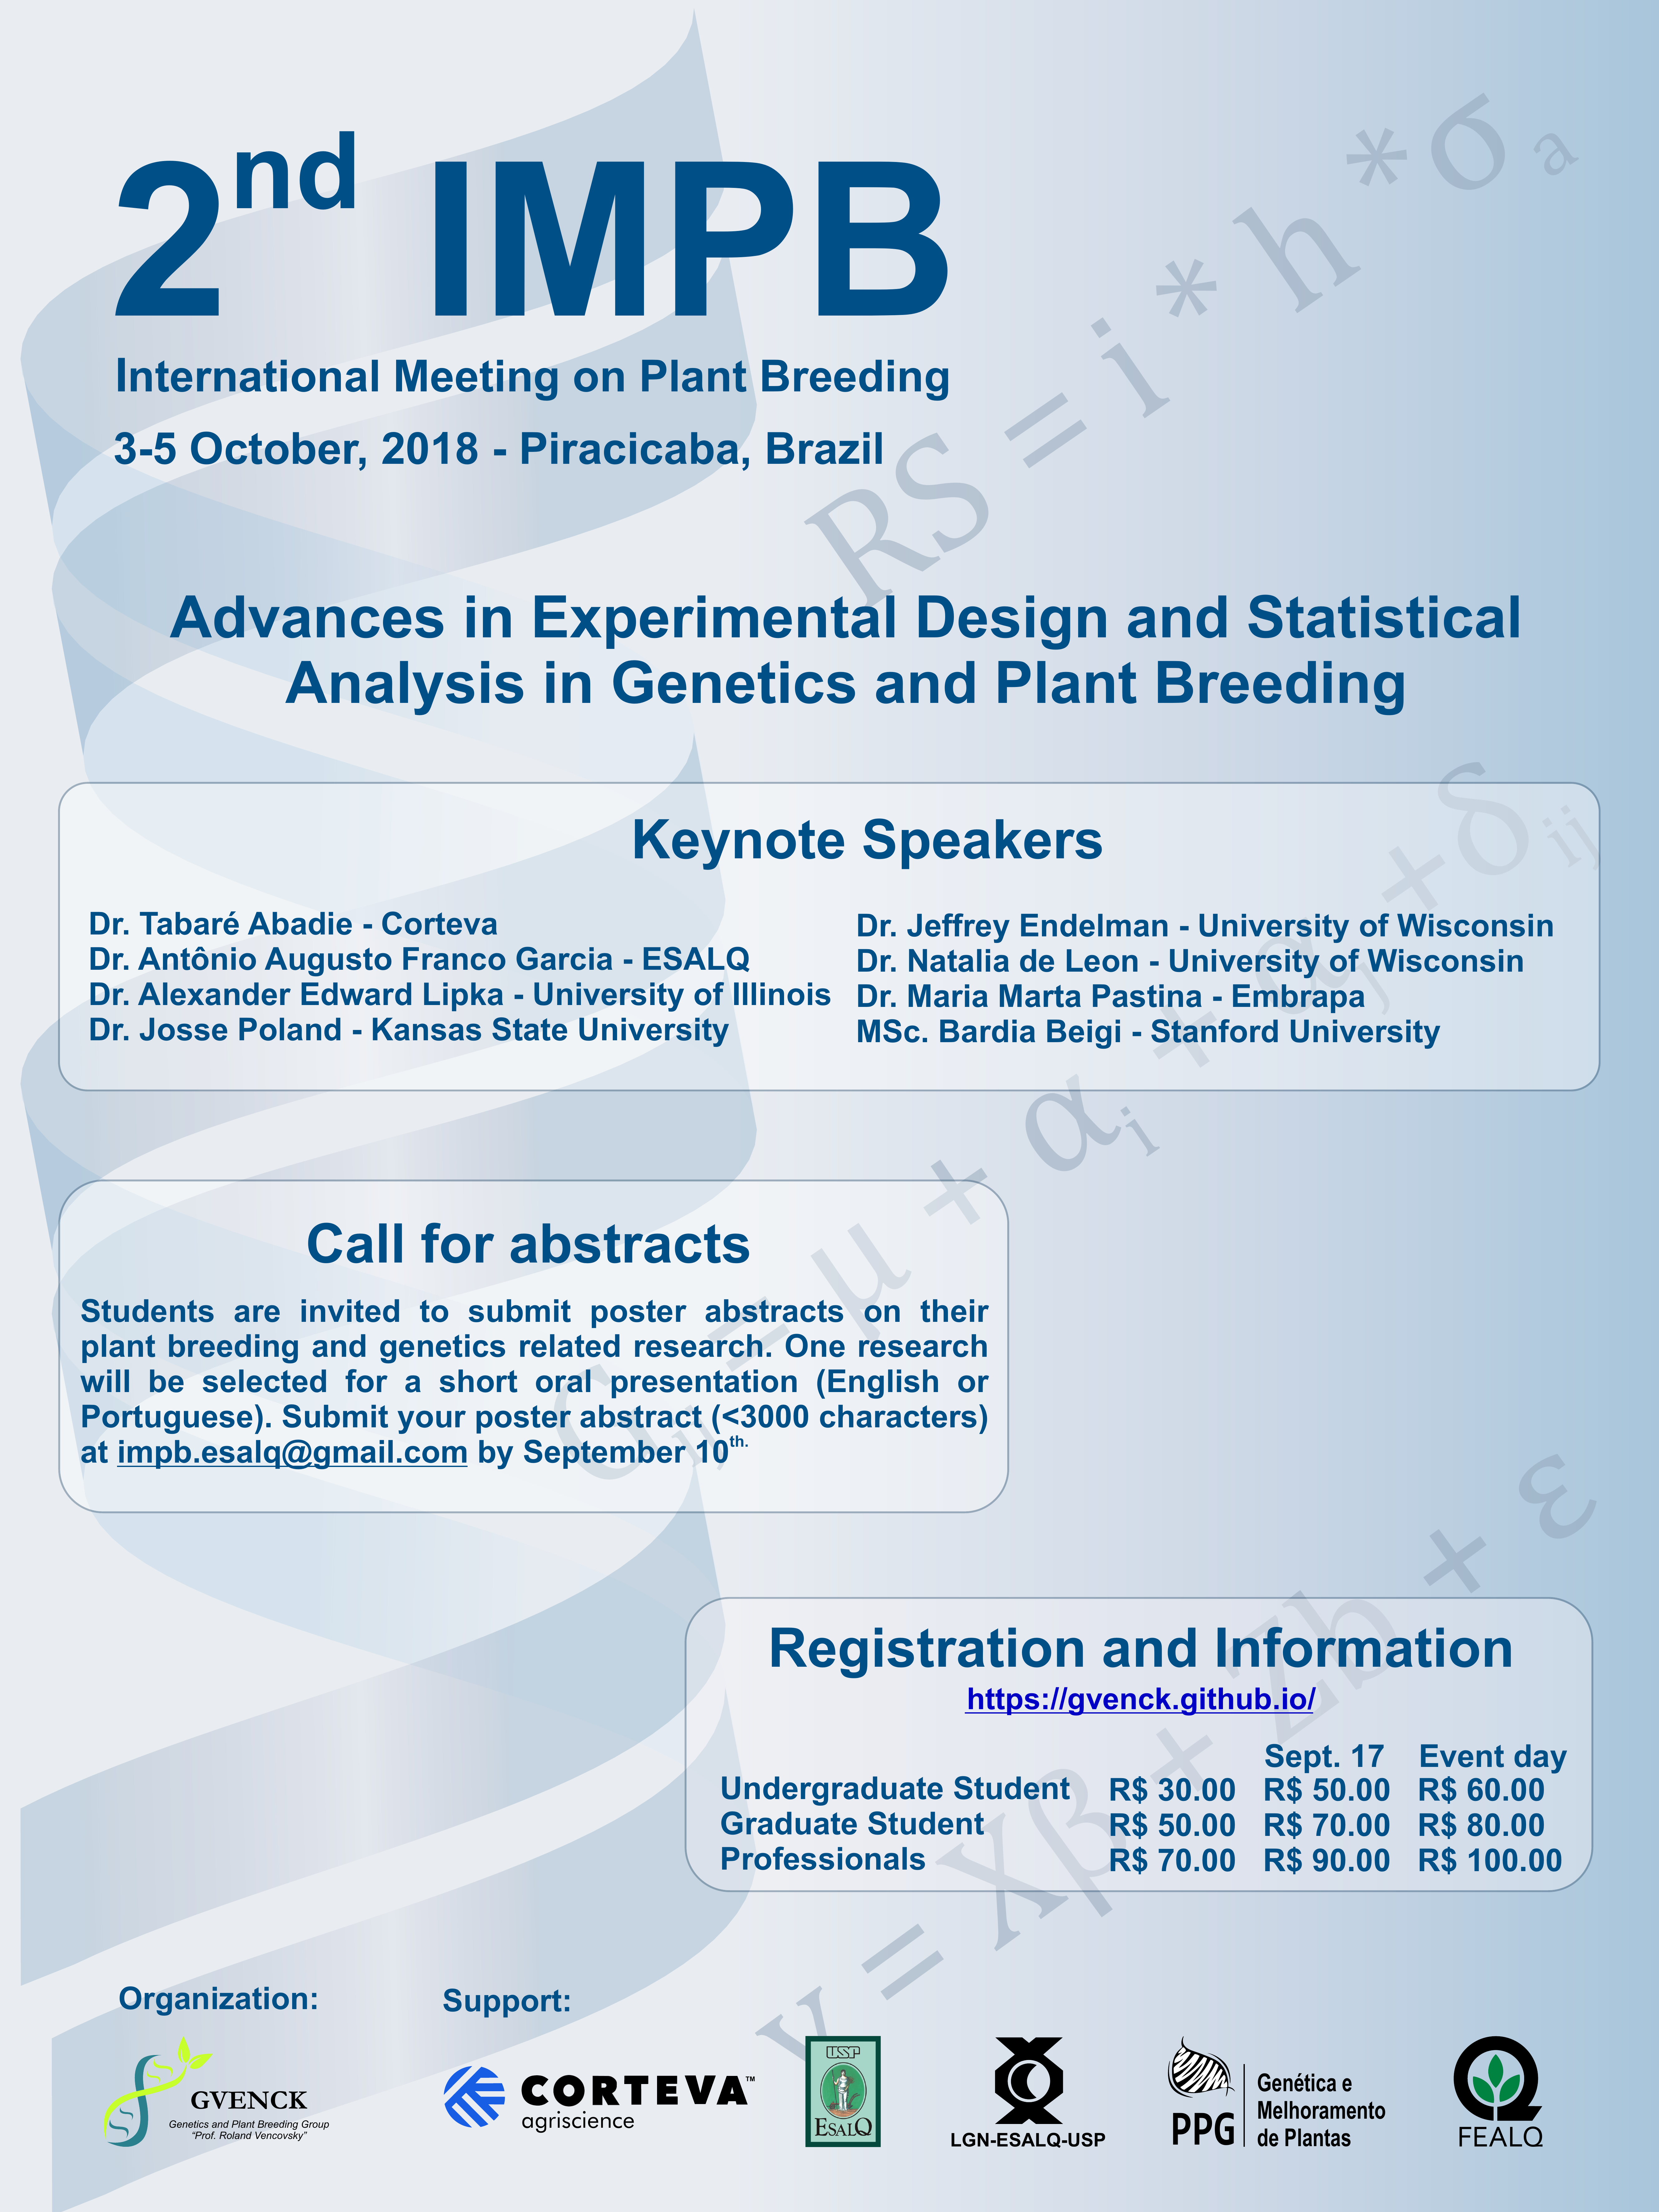 2nd IMPB
International Meeting on Plant Breeding
3-5 October, 2018 - Piracicaba, Brazil
RS = i * h * σ a
Advances in Experimental Design and Statistical
Analysis in Genetics and Plant Breeding
Keynote Speakers
Dr. Tabaré Abadie - Corteva
Dr. Antônio Augusto Franco Garcia - ESALQ
Dr. Alexander Edward Lipka - University of Illinois
Dr. Josse Poland - Kansas State University
Dr. Jeffrey Endelman - University of Wisconsin
Dr. Natalia de Leon - University of Wisconsin
Dr. Maria Marta Pastina - Embrapa
MSc. Bardia Beigi - Stanford University
G ij = μ + α i + α j + δ ij
Call for abstracts
Students are invited to submit poster abstracts on their
plant breeding and genetics related research. One research
will be selected for a short oral presentation (English or
Portuguese). Submit your poster abstract (<3000 characters)
at impb.esalq@gmail.com by September 10th.
Registration and Information
https://gvenck.github.io/
Sept. 17 Event day
Undergraduate Student R$ 30.00 R$ 50.00 R$ 60.00
Graduate Student R$ 50.00 R$ 70.00 R$ 80.00
Professionals R$ 70.00 R$ 90.00 R$ 100.00
y = Xβ + Zb + ε
Organization:
Support:
GVENCK
Genetics and Plant Breeding Group
"Prof. Roland Vencovsky"
CORTEVA™
agriscience
USP
ESALQ
LGN-ESALQ-USP
PPG
Genética e
Melhoramento
de Plantas
FEALQ